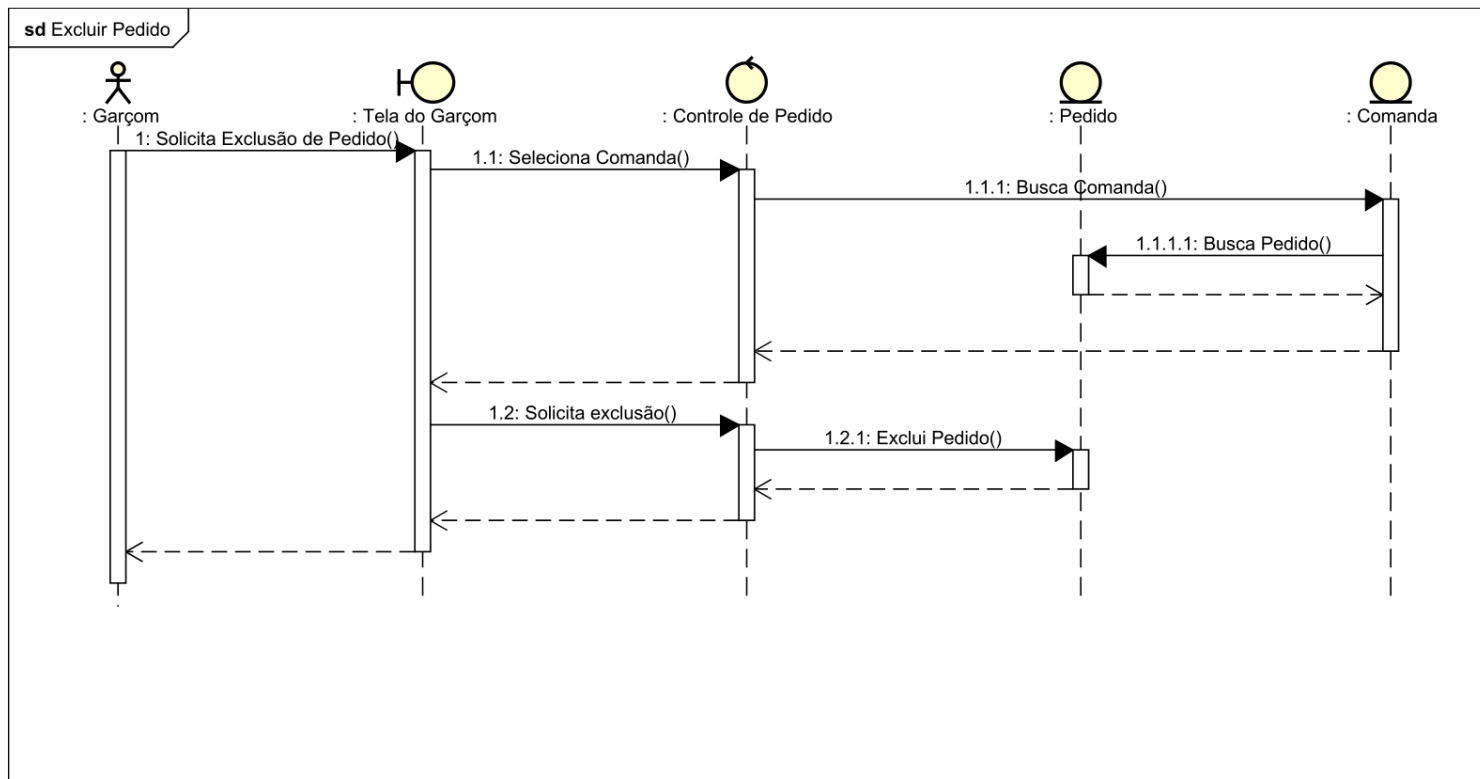 sd Excluir Pedido
: Garçom
: Tela do Garçom
: Controle de Pedido
: Pedido
: Comanda
1: Solicita Exclusão de Pedido()
1.1: Seleciona Comanda()
1.1.1: Busca Comanda()
1.1.1.1: Busca Pedido()
1.2: Solicita exclusão()
1.2.1: Exclui Pedido()